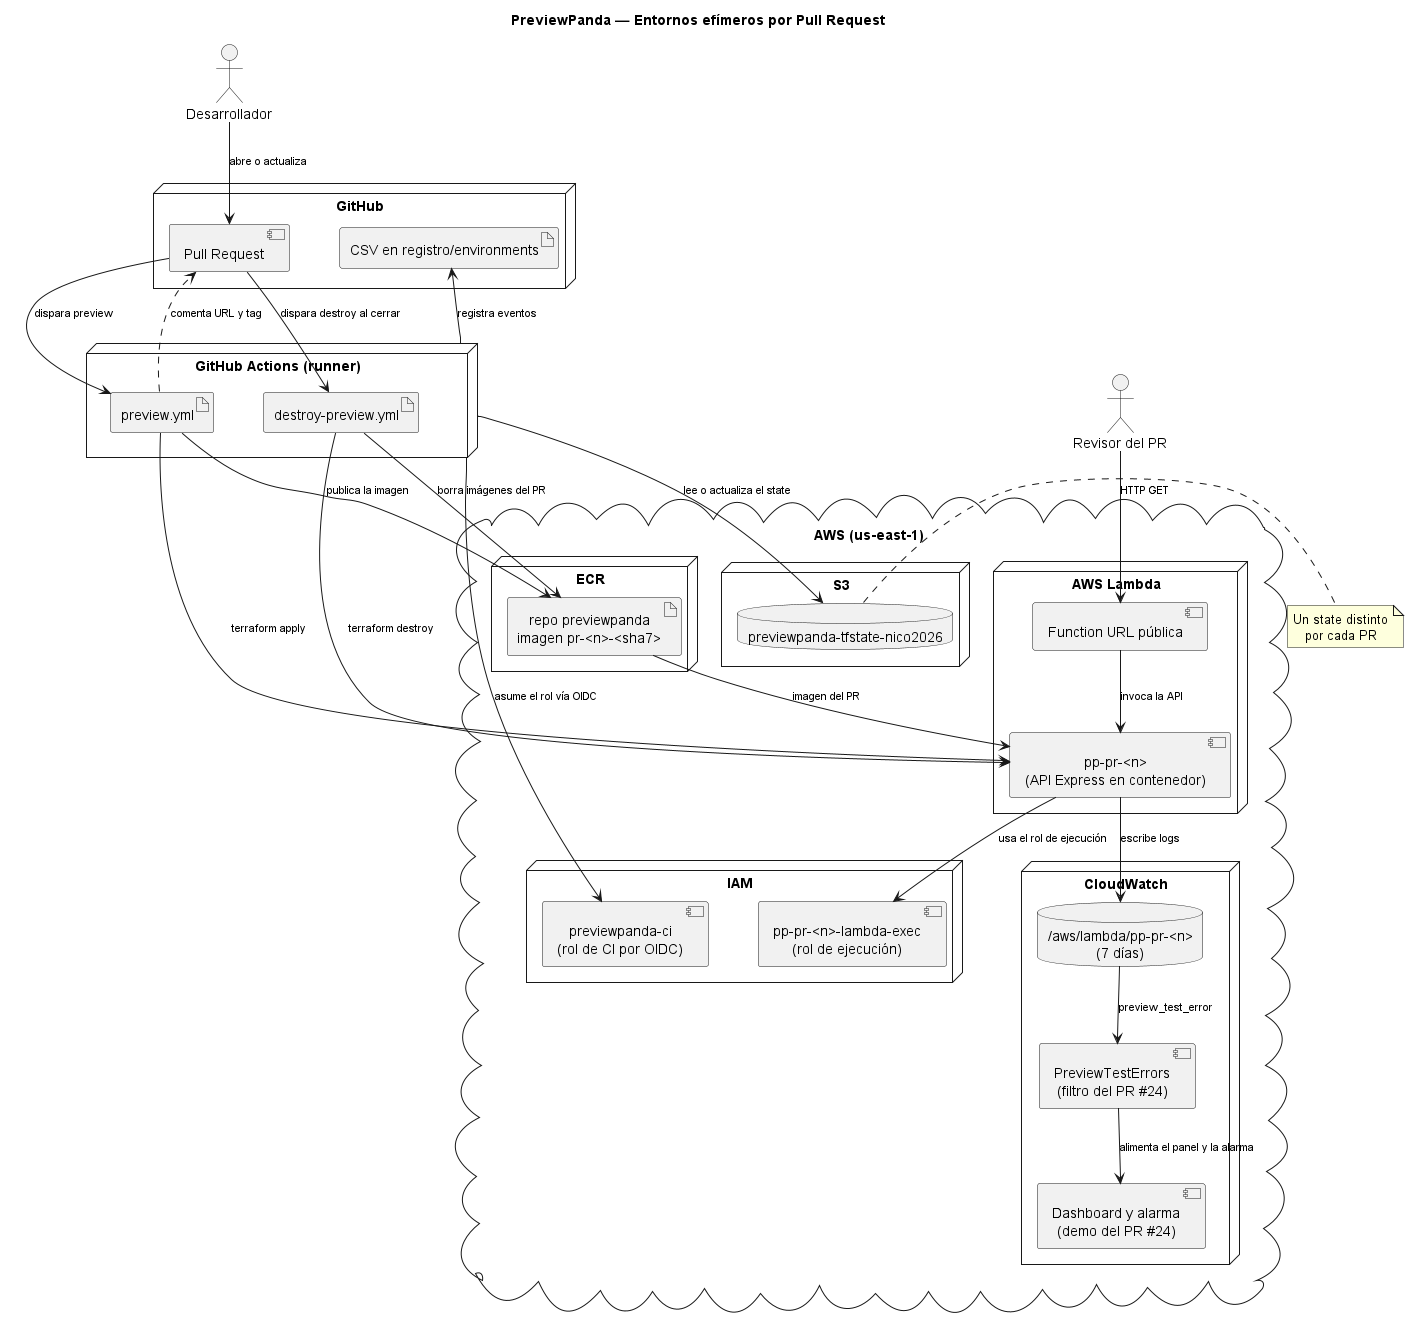 PreviewPanda — Entornos efímeros por Pull Request
Desarrollador
abre o actualiza
GitHub
Pull Request
CSV en registro/environments
dispara preview
comenta URL y tag
dispara destroy al cerrar
registra eventos
GitHub Actions (runner)
preview.yml
destroy-preview.yml
Revisor del PR
publica la imagen
borra imágenes del PR
lee o actualiza el state
HTTP GET
AWS (us-east-1)
ECR
repo previewpanda
imagen pr-<n>-<sha7>
S3
previewpanda-tfstate-nico2026
AWS Lambda
Function URL pública
Un state distinto
por cada PR
terraform apply
terraform destroy
asume el rol vía OIDC
imagen del PR
invoca la API
pp-pr-<n>
(API Express en contenedor)
usa el rol de ejecución
escribe logs
IAM
previewpanda-ci
(rol de CI por OIDC)
pp-pr-<n>-lambda-exec
(rol de ejecución)
CloudWatch
/aws/lambda/pp-pr-<n>
(7 días)
preview_test_error
PreviewTestErrors
(filtro del PR #24)
alimenta el panel y la alarma
Dashboard y alarma
(demo del PR #24)